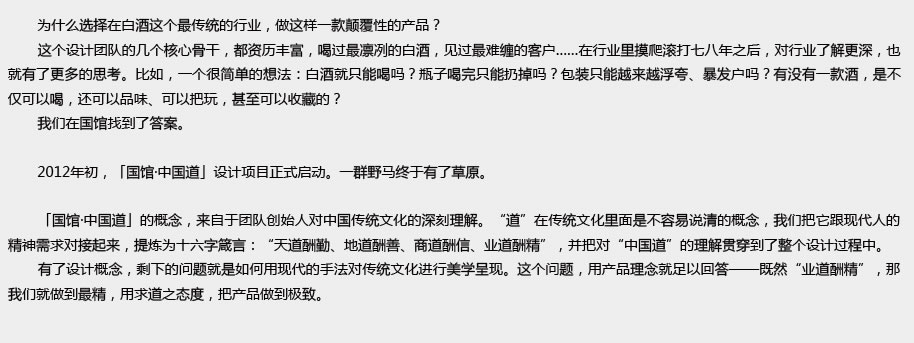 为什么选择在白酒这个最传统的行业，做这样一款颠覆性的产品？
这个设计团队的几个核心骨干，都资历丰富，喝过最凛冽的白酒，见过最难缠的客户……在行业里摸爬滚打七八年之后，对行业了解更深，也
就有了更多的思考。比如，一个很简单的想法：白酒就只能喝吗？瓶子喝完只能扔掉吗？包装只能越来越浮夸、暴发户吗？有没有一款酒，是不
仅可以喝，还可以品味、可以把玩，甚至可以收藏的？
我们在国馆找到了答案。
2012年初，「国馆·中国道」设计项目正式启动。一群野马终于有了草原。
「国馆·中国道」的概念，来自于团队创始人对中国传统文化的深刻理解。“道”在传统文化里面是不容易说清的概念，我们把它跟现代人的
精神需求对接起来，提炼为十六字箴言：“天道酬勤、地道酬善、商道酬信、业道酬精”，并把对“中国道”的理解贯穿到了整个设计过程中。
有了设计概念，剩下的问题就是如何用现代的手法对传统文化进行美学呈现。这个问题，用产品理念就足以回答——既然“业道酬精”，那
我们就做到最精，用求道之态度，把产品做到极致。